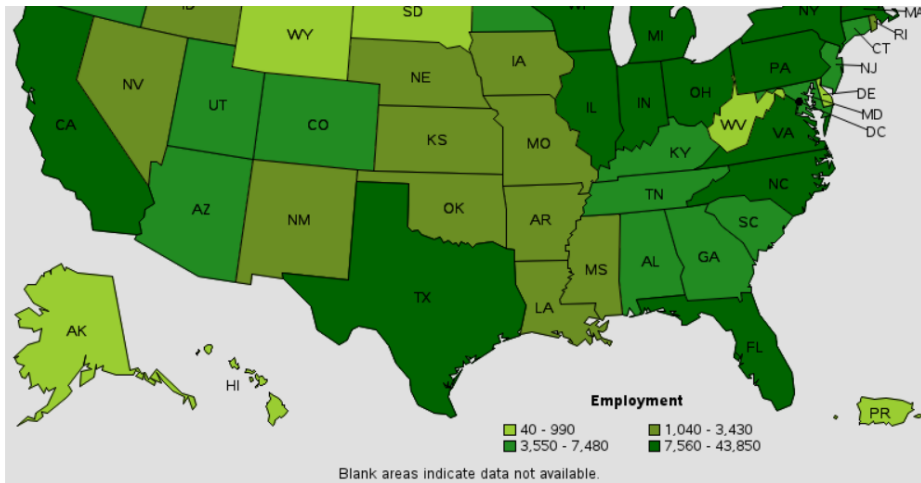 ID
SD
WI
NY
MA
WY
MI
RI
CT
NV
NE
IA
PA
NJ
UT
CO
IL
IN
OH
DE
CA
KS
MO
WV
MD
VA
DC
KY
AZ
NM
OK
AR
TN
NC
SC
MS
AL
GA
TX
LA
AK
FL
HI
PR
Employment
40 - 990 1,040 - 3,430
3,550 - 7,480 7,560 - 43,850
Blank areas indicate data not available.